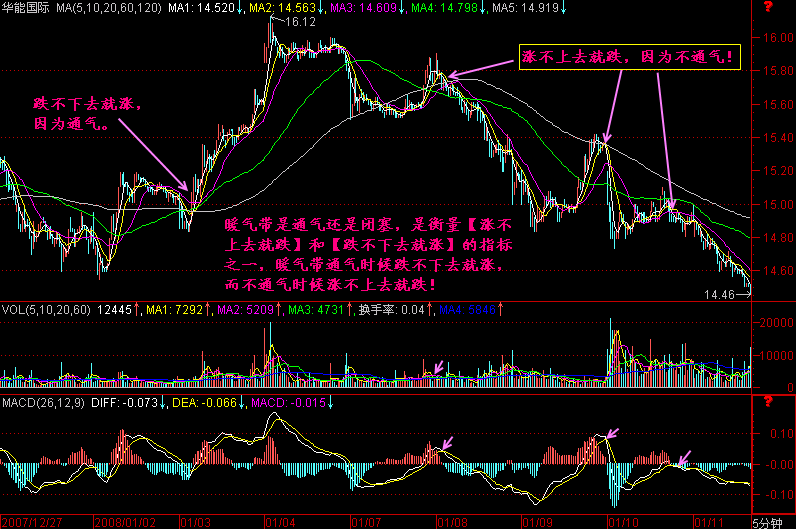 华能国际 MA(5,10,20,60,120) MA1: 14.520↓, MA2: 14.563↓, MA3: 14.609↓, MA4: 14.798↓, MA5: 14.919↓
?
16.12
16.00
涨不上去就跌，因为不通气！
15.80
跌不下去就涨，
因为通气。
15.60
15.40
15.20
15.00
暖气带是通气还是闭塞，是衡量【涨不
上去就跌】和【跌不下去就涨】的指标
之一，暖气带通气时候跌不下去就涨，
而不通气时候涨不上去就跌！
14.80
14.60
14.46
VOL(5,10,20,60) 12445↑, MA1: 7292↑, MA2: 5209↑, MA3: 4731↑, 换手率: 0.04↑, MA4: 5846↑
20000
10000
0.00
MACD(26,12,9) DIFF: -0.073↓, DEA: -0.066↓, MACD: -0.015↓
?
0.10
-0.00
-0.10
2007/12/27 2008/01/02 01/03 01/04 01/07 01/08 01/09 01/10 01/11 5分钟